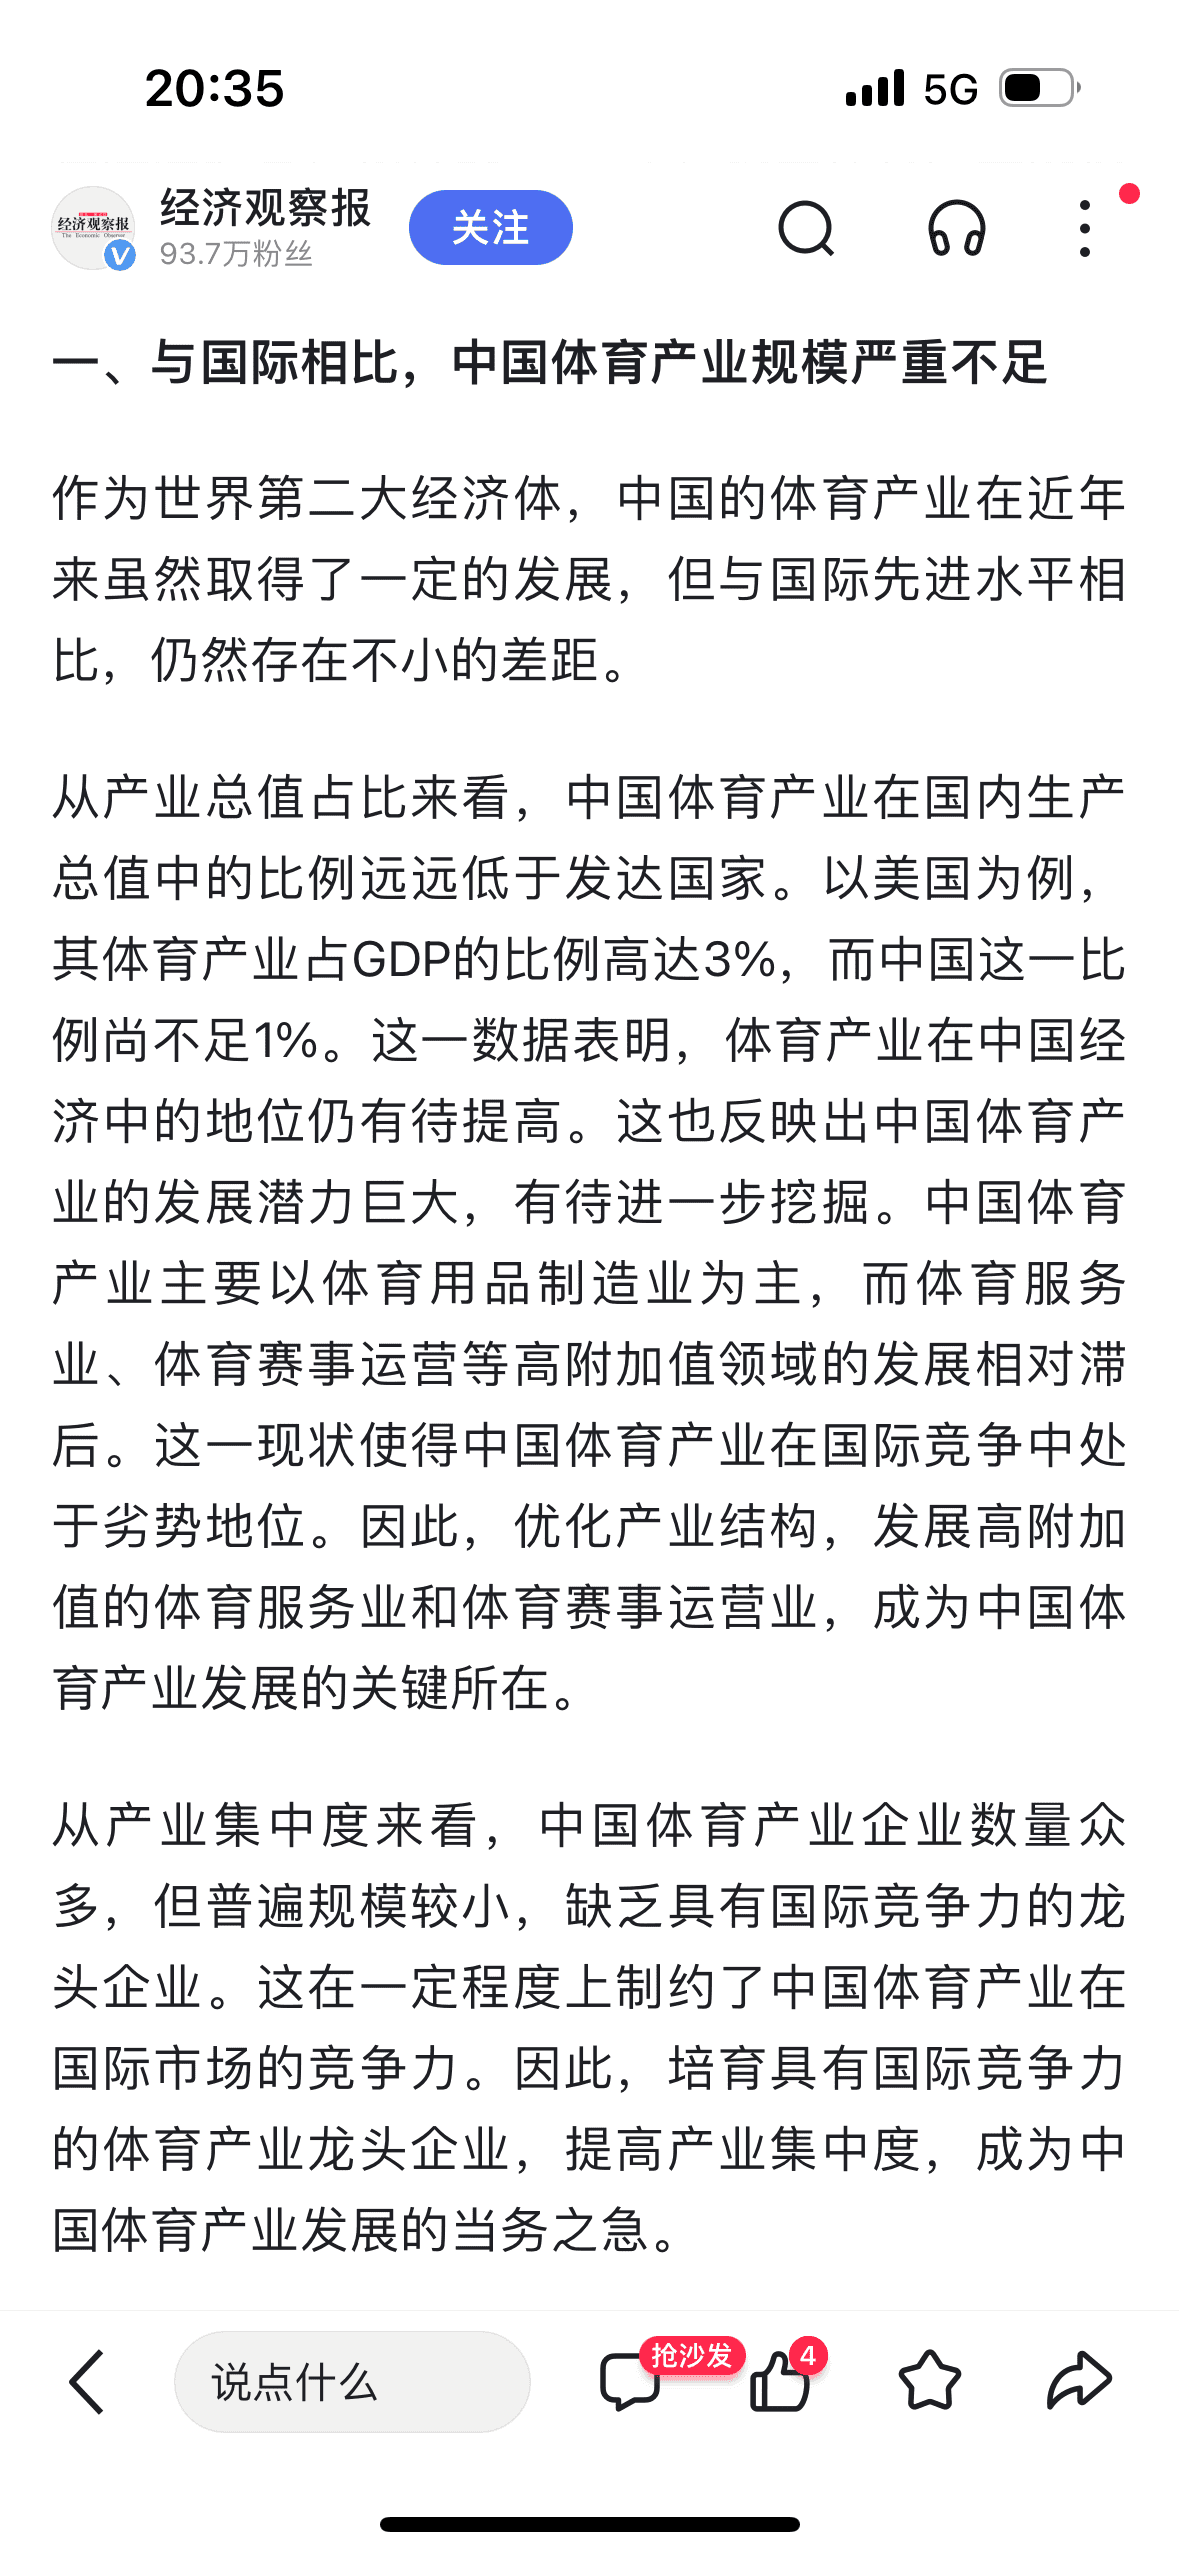 20:35
5G
经济观察报
The Economic Observer
经济观察报
93.7万粉丝
关注
一、与国际相比，中国体育产业规模严重不足
作为世界第二大经济体，中国的体育产业在近年
来虽然取得了一定的发展，但与国际先进水平相
比，仍然存在不小的差距。
从产业总值占比来看，中国体育产业在国内生产
总值中的比例远远低于发达国家。以美国为例，
其体育产业占GDP的比例高达3%，而中国这一比
例尚不足1%。这一数据表明，体育产业在中国经
济中的地位仍有待提高。这也反映出中国体育产
业的发展潜力巨大，有待进一步挖掘。中国体育
产业主要以体育用品制造业为主，而体育服务
业、体育赛事运营等高附加值领域的发展相对滞
后。这一现状使得中国体育产业在国际竞争中处
于劣势地位。因此，优化产业结构，发展高附加
值的体育服务业和体育赛事运营业，成为中国体
育产业发展的关键所在。
从产业集中度来看，中国体育产业企业数量众
多，但普遍规模较小，缺乏具有国际竞争力的龙
头企业。这在一定程度上制约了中国体育产业在
国际市场的竞争力。因此，培育具有国际竞争力
的体育产业龙头企业，提高产业集中度，成为中
国体育产业发展的当务之急。
说点什么
抢沙发
4